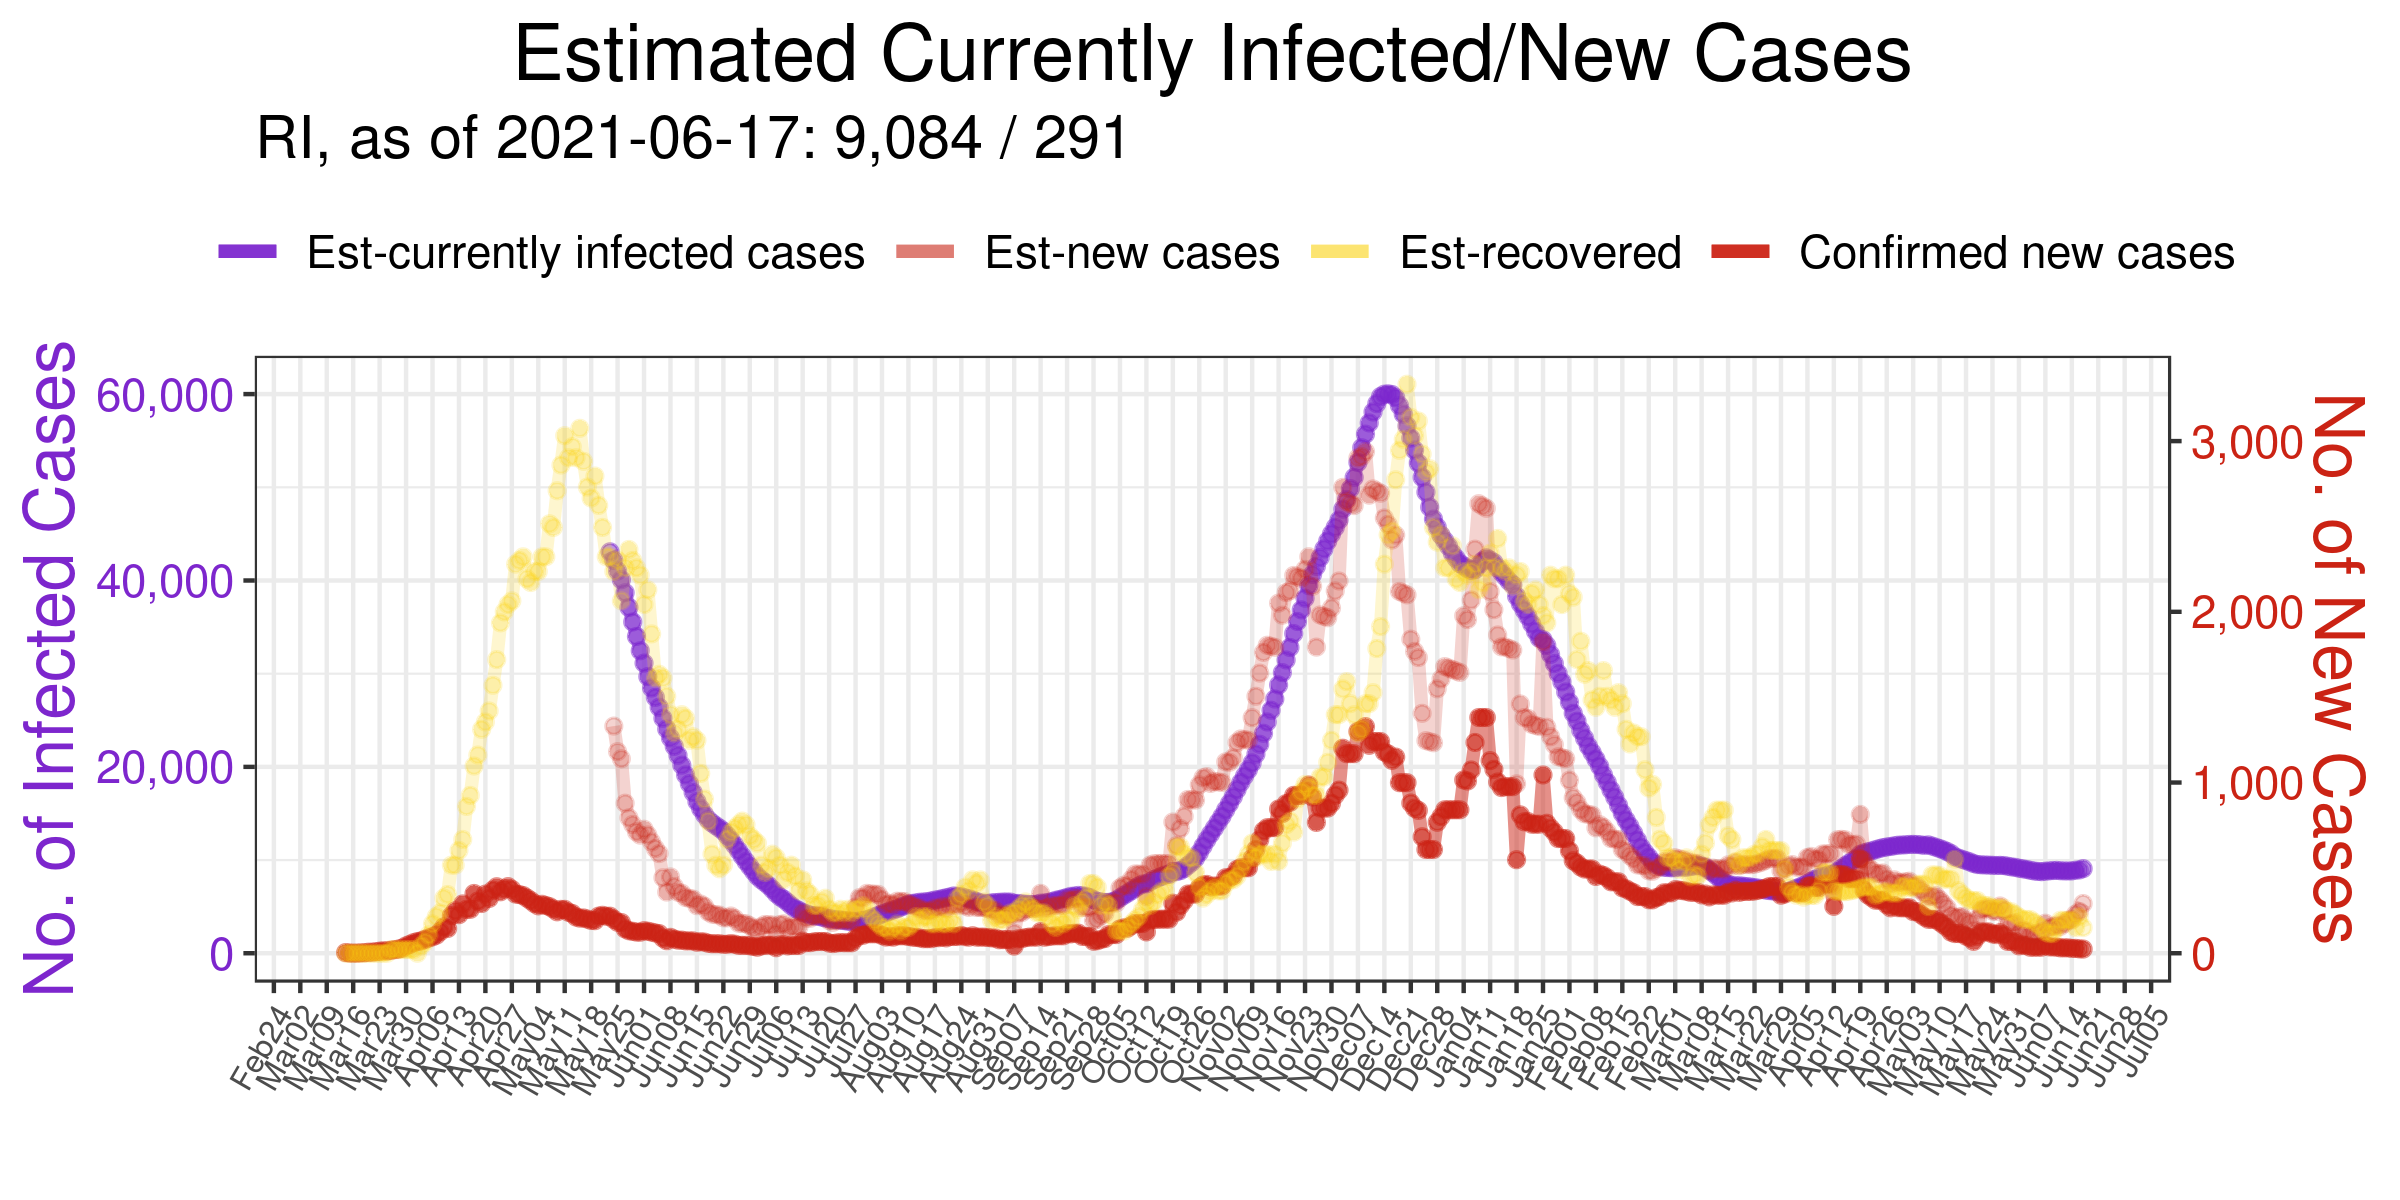 Estimated Currently Infected/New Cases
RI, as of 2021-06-17: 9,084 / 291
Est-currently infected cases Est-new cases Est-recovered Confirmed new cases
No. of Infected Cases
60,000
40,000
20,000
0
3,000
2,000
1,000
0
No. of New Cases
Feb24
Mar02
Mar09
Mar16
Mar23
Mar30
Apr06
Apr13
Apr20
Apr27
May04
May11
May18
May25
Jun01
Jun08
Jun15
Jun22
Jun29
Jul06
Jul13
Jul20
Jul27
Aug03
Aug10
Aug17
Aug24
Aug31
Sep07
Sep14
Sep21
Sep28
Oct05
Oct12
Oct19
Oct26
Nov02
Nov09
Nov16
Nov23
Nov30
Dec07
Dec14
Dec21
Dec28
Jan04
Jan11
Jan18
Jan25
Feb01
Feb08
Feb15
Feb22
Mar01
Mar08
Mar15
Mar22
Mar29
Apr05
Apr12
Apr19
Apr26
May03
May10
May17
May24
May31
Jun07
Jun14
Jun21
Jun28
Jul05